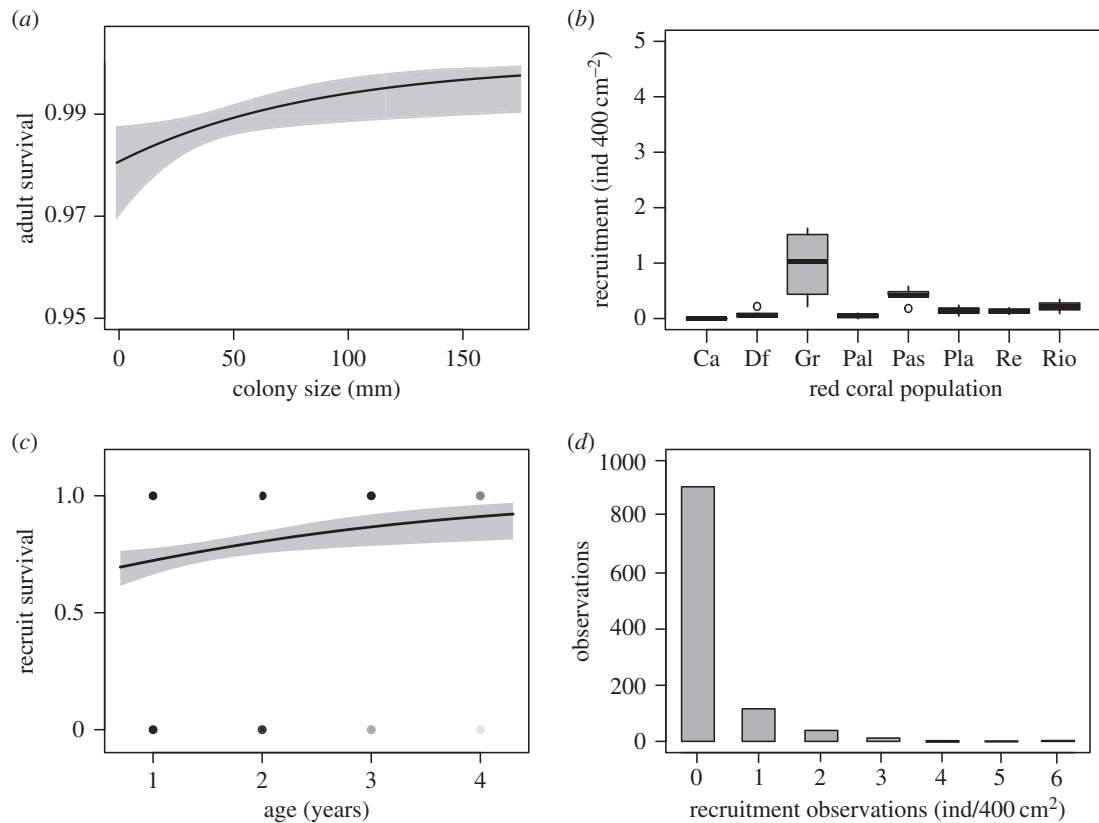 (a)
adult survival
0.99
0.97
0.95
0 50 100 150
colony size (mm)
(b)
recruitment (ind 400 cm⁻²)
5
4
3
2
1
0
Ca Df Gr Pal Pas Pla Re Rio
red coral population
(c)
recruit survival
1.0
0.5
0
1 2 3 4
age (years)
(d)
observations
1000
800
600
400
200
0
0 1 2 3 4 5 6
recruitment observations (ind/400 cm²)